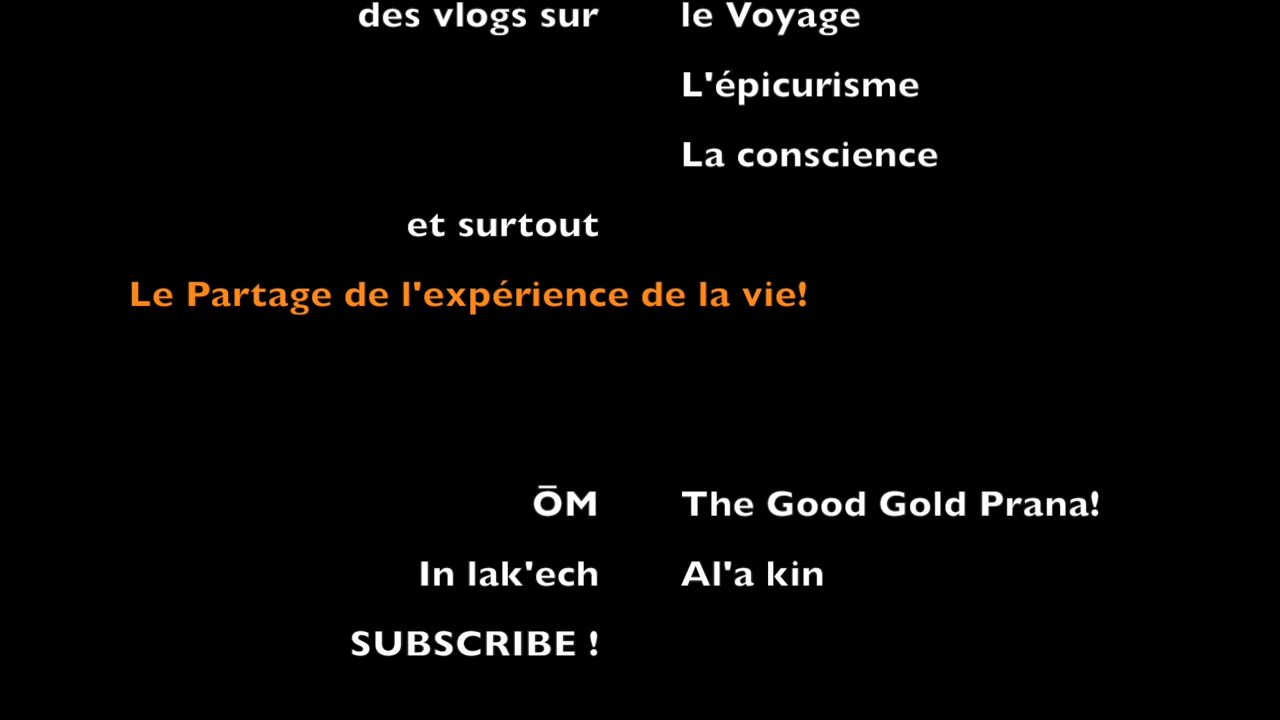 des vlogs sur le Voyage
L'épicurisme
La conscience
et surtout
Le Partage de l'expérience de la vie!
ŌM The Good Gold Prana!
In lak'ech Al'a kin
SUBSCRIBE !